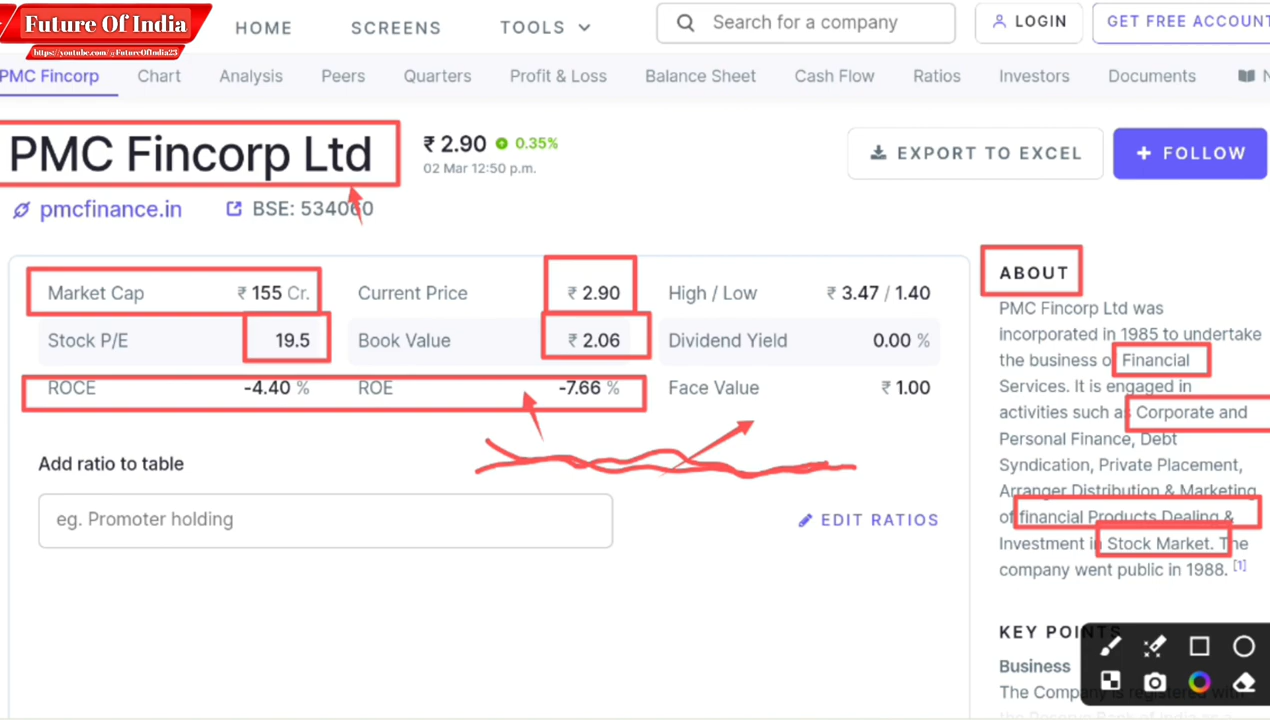 Future Of India
https://youtube.com/@FutureOfIndia23
HOME SCREENS TOOLS Search for a company LOGIN GET FREE ACCOUNT
PMC Fincorp Chart Analysis Peers Quarters Profit & Loss Balance Sheet Cash Flow Ratios Investors Documents N
PMC Fincorp Ltd
₹ 2.90 0.35%
02 Mar 12:50 p.m.
EXPORT TO EXCEL + FOLLOW
pmcfinance.in BSE: 534060
Market Cap ₹ 155 Cr. Current Price ₹ 2.90 High / Low ₹ 3.47 / 1.40
Stock P/E 19.5 Book Value ₹ 2.06 Dividend Yield 0.00 %
ROCE -4.40 % ROE -7.66 % Face Value ₹ 1.00
Add ratio to table
eg. Promoter holding
EDIT RATIOS
ABOUT
PMC Fincorp Ltd was
incorporated in 1985 to undertake
the business of Financial
Services. It is engaged in
activities such as Corporate and
Personal Finance, Debt
Syndication, Private Placement,
Arranger Distribution & Marketing
of financial Products Dealing &
Investment in Stock Market. The
company went public in 1988. [1]
KEY POINTS
Business
The Company is registered with